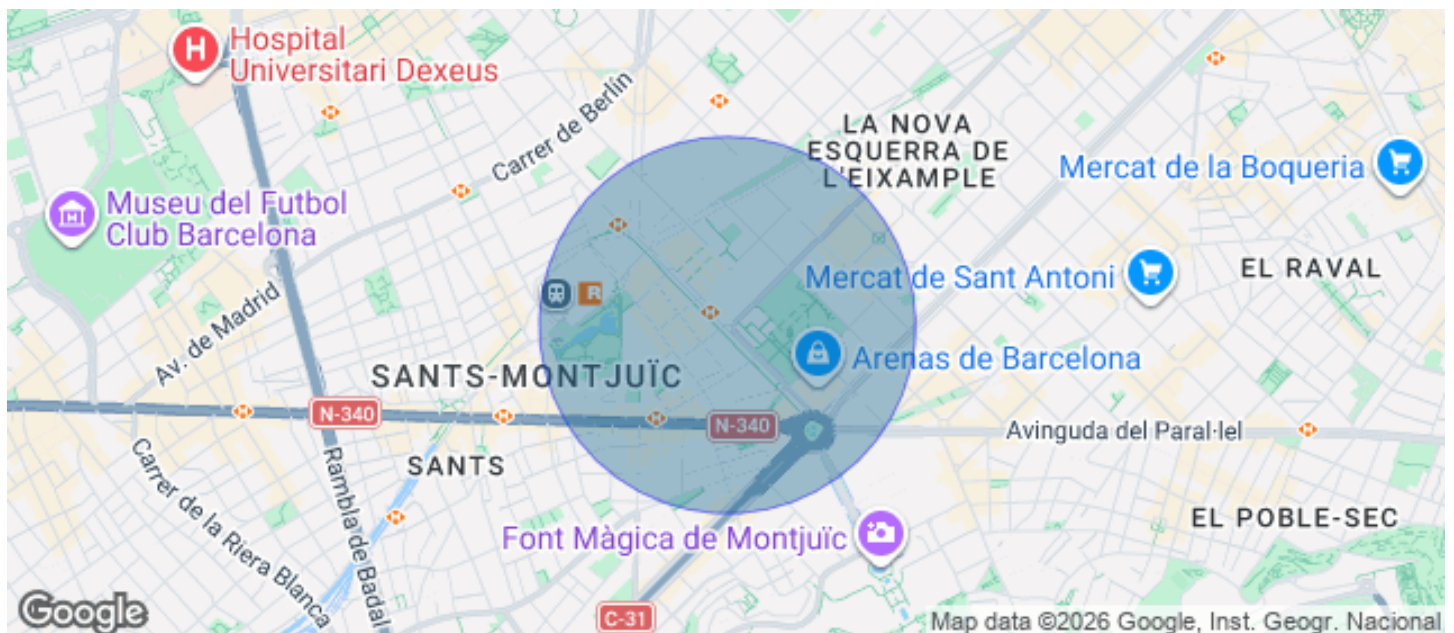 Hospital
Universitari Dexeus
Carrer de Berlín
LA NOVA
ESQUERRA DE
L'EIXAMPLE
Mercat de la Boqueria
Museu del Futbol
Club Barcelona
Av. de Madrid
R
Mercat de Sant Antoni
EL RAVAL
Arenas de Barcelona
SANTS-MONTJUÏC
N-340
N-340
Avinguda del Paral·lel
SANTS
Carrer de la Riera Blanca
Rambla de Badal
EL POBLE-SEC
Font Màgica de Montjuïc
C-31
Google
Map data ©2026 Google, Inst. Geogr. Nacional